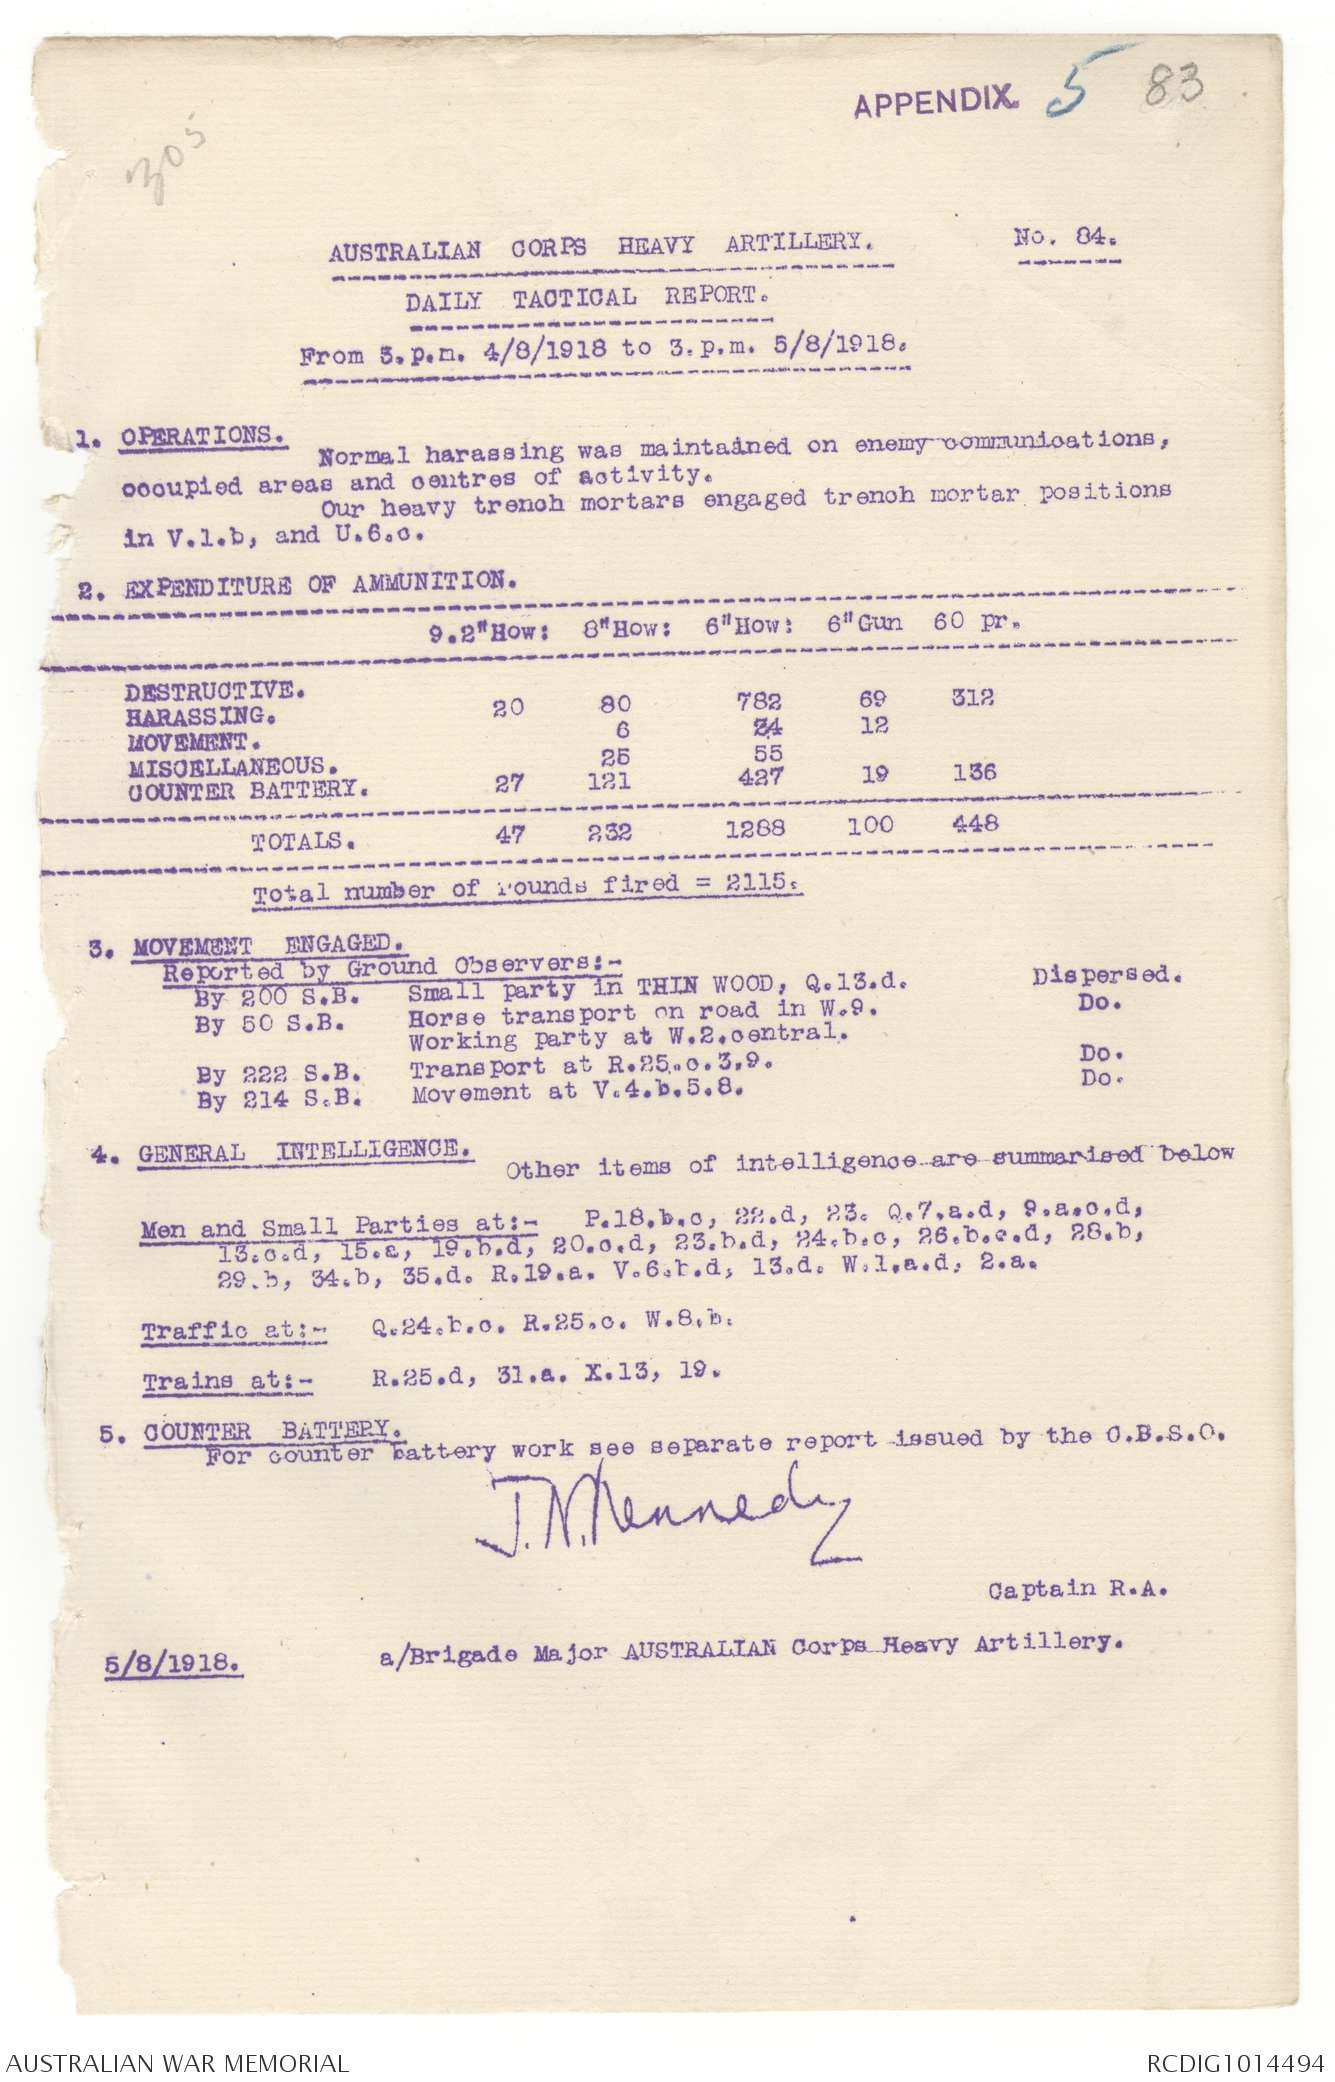 APPENDIX. 5 83
305
AUSTRALIAN CORPS HEAVY ARTILLERY. No. 84.
DAILY TACTICAL REPORT.
From 3.p.m. 4/8/1918 to 3.p.m. 5/8/1918.
1. OPERATIONS.
Normal harassing was maintained on enemy communications,
occupied areas and centres of activity.
Our heavy trench mortars engaged trench mortar positions
in V.1.b, and U.6.c.
2. EXPENDITURE OF AMMUNITION.
9.2"How: 8"How: 6"How: 6"Gun 60 pr.
DESTRUCTIVE.
HARASSING. 20 80 782 69 312
MOVEMENT. 6 24 12
MISCELLANEOUS. 25 55
COUNTER BATTERY. 27 121 427 19 136
TOTALS. 47 232 1288 100 448
Total number of rounds fired = 2115.
3. MOVEMENT ENGAGED.
Reported by Ground Observers:-
By 200 S.B. Small party in THIN WOOD, Q.13.d. Dispersed.
By 50 S.B. Horse transport on road in W.9. Do.
Working party at W.2.central.
By 222 S.B. Transport at R.25.c.3.9. Do.
By 214 S.B. Movement at V.4.b.5.8. Do.
4. GENERAL INTELLIGENCE.
Other items of intelligence are summarised below
Men and Small Parties at:- P.18.b.c, 22.d, 23. Q.7.a.d, 9.a.c.d,
13.c.d, 15.a, 19.b.d, 20.c.d, 23.b.d, 24.b.c, 26.b.c.d, 28.b,
29.b, 34.b, 35.d. R.19.a. V.6.b.d, 13.d. W.1.a.d, 2.a.
Traffic at:- Q.24.b.c. R.25.c. W.8.b.
Trains at:- R.25.d, 31.a. X.13, 19.
5. COUNTER BATTERY.
For counter battery work see separate report issued by the C.B.S.O.
J.N.Kennedy
Captain R.A.
5/8/1918. a/Brigade Major AUSTRALIAN Corps Heavy Artillery.
AUSTRALIAN WAR MEMORIAL RCDIG1014494